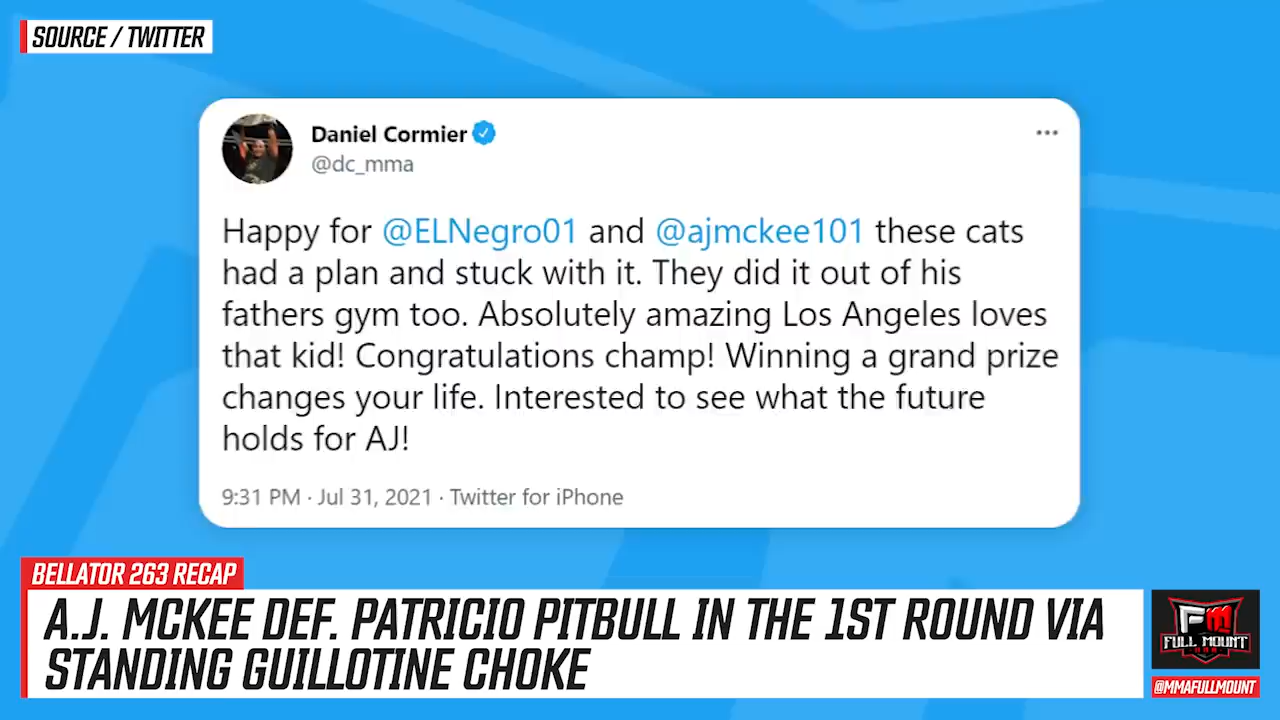 SOURCE / TWITTER
Daniel Cormier
@dc_mma
Happy for @ELNegro01 and @ajmckee101 these cats
had a plan and stuck with it. They did it out of his
fathers gym too. Absolutely amazing Los Angeles loves
that kid! Congratulations champ! Winning a grand prize
changes your life. Interested to see what the future
holds for AJ!
9:31 PM · Jul 31, 2021 · Twitter for iPhone
BELLATOR 263 RECAP
A.J. MCKEE DEF. PATRICIO PITBULL IN THE 1ST ROUND VIA
STANDING GUILLOTINE CHOKE
FM
FULL MOUNT
@MMAFULLMOUNT